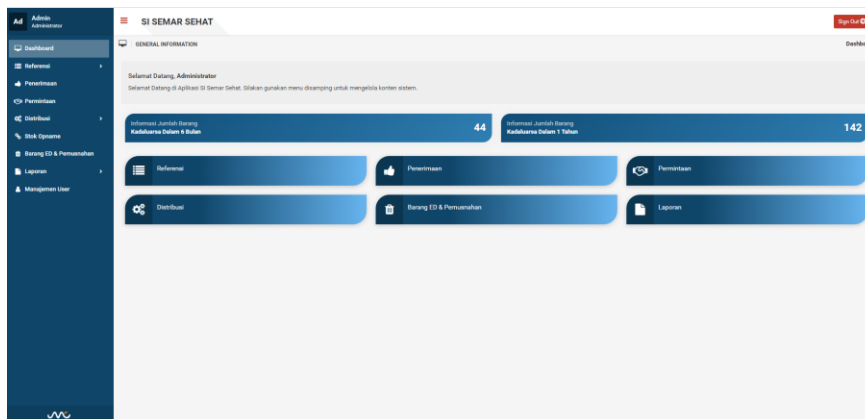 Ad
Admin
Administrator
SI SEMAR SEHAT
Sign Out
Dashboard
GENERAL INFORMATION
Dashbo
Referensi
Penerimaan
Permintaan
Distribusi
Stok Opname
Barang ED & Pemusnahan
Laporan
Manajemen User
Selamat Datang, Administrator
Selamat Datang di Aplikasi SI Semar Sehat. Silakan gunakan menu disamping untuk mengelola konten sistem.
Informasi Jumlah Barang
Kadaluarsa Dalam 6 Bulan
44
Informasi Jumlah Barang
Kadaluarsa Dalam 1 Tahun
142
Referensi
Penerimaan
Permintaan
Distribusi
Barang ED & Pemusnahan
Laporan